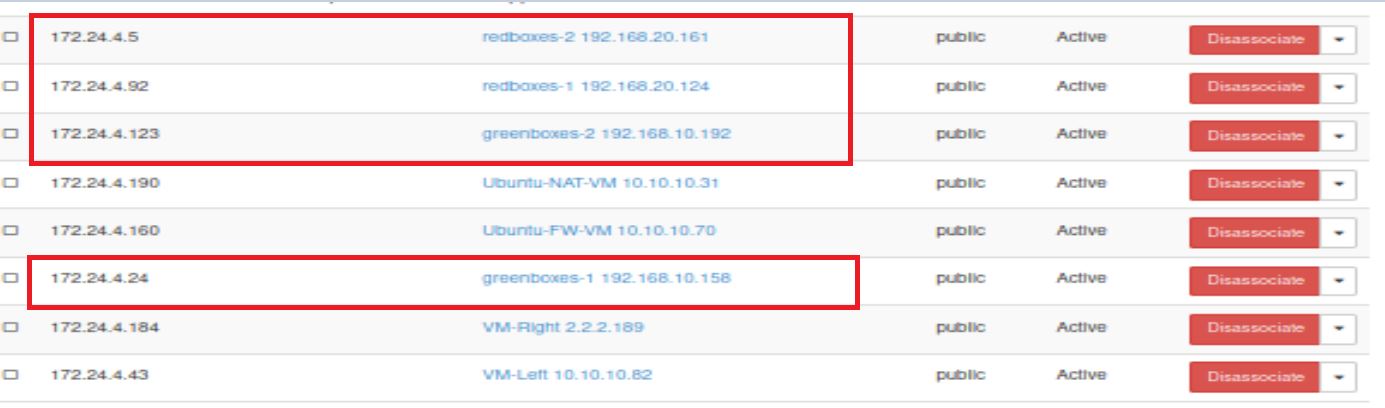 172.24.4.5 redboxes-2 192.168.20.161 public Active Disassociate
172.24.4.92 redboxes-1 192.168.20.124 public Active Disassociate
172.24.4.123 greenboxes-2 192.168.10.192 public Active Disassociate
172.24.4.190 Ubuntu-NAT-VM 10.10.10.31 public Active Disassociate
172.24.4.160 Ubuntu-FW-VM 10.10.10.70 public Active Disassociate
172.24.4.24 greenboxes-1 192.168.10.158 public Active Disassociate
172.24.4.184 VM-Right 2.2.2.189 public Active Disassociate
172.24.4.43 VM-Left 10.10.10.82 public Active Disassociate